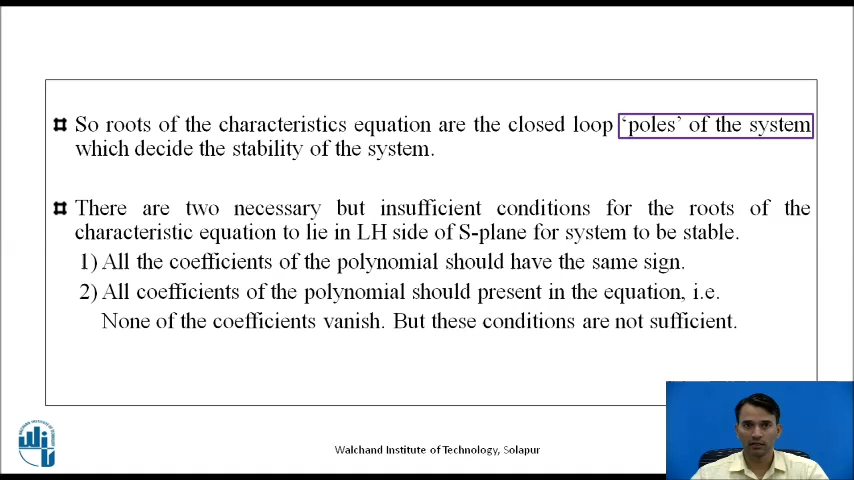 So roots of the characteristics equation are the closed loop ‘poles’ of the system
which decide the stability of the system.
There are two necessary but insufficient conditions for the roots of the
characteristic equation to lie in LH side of S-plane for system to be stable.
1) All the coefficients of the polynomial should have the same sign.
2) All coefficients of the polynomial should present in the equation, i.e.
None of the coefficients vanish. But these conditions are not sufficient.
Walchand Institute of Technology, Solapur